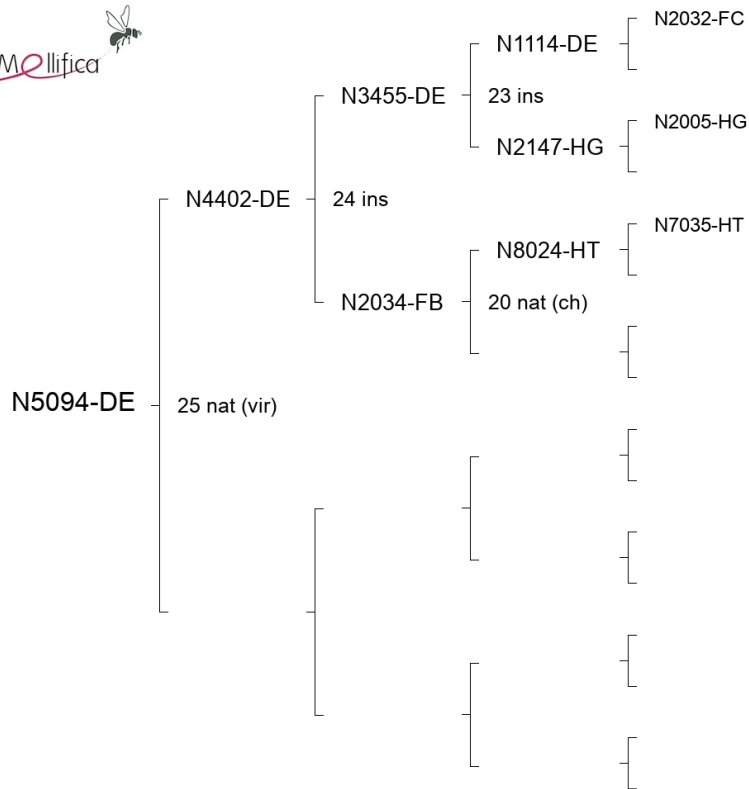 Mellifica
N2032-FC
N1114-DE
N3455-DE
23 ins
N2005-HG
N2147-HG
N4402-DE
24 ins
N7035-HT
N8024-HT
N2034-FB
20 nat (ch)
N5094-DE
25 nat (vir)